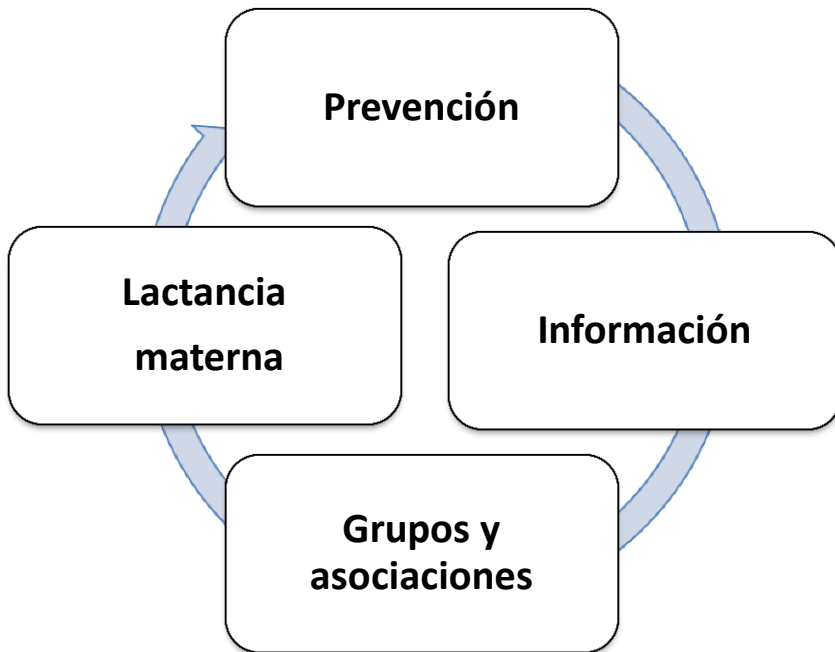 Prevención
Información
Grupos y
asociaciones
Lactancia
materna